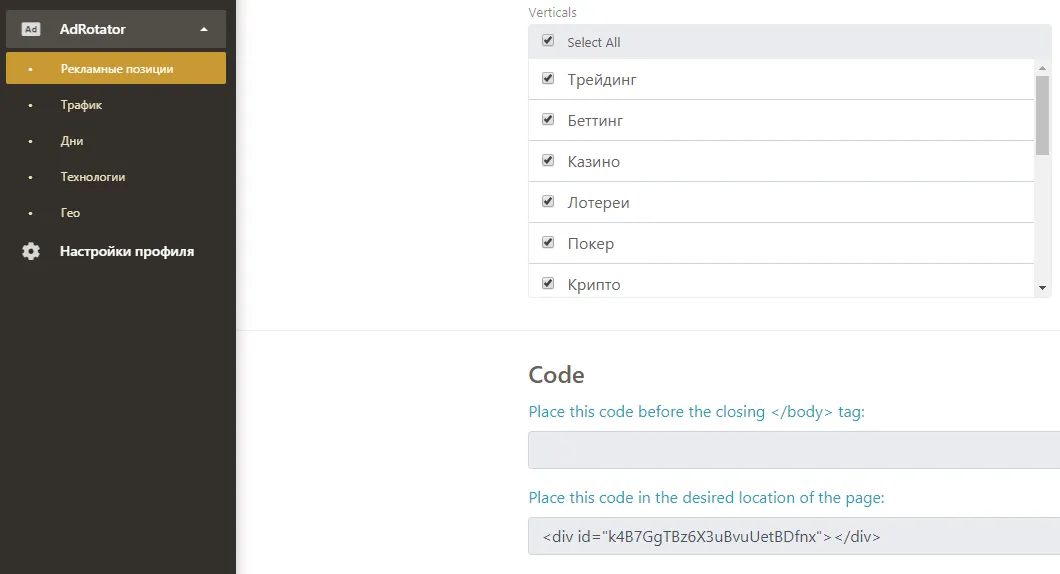 Ad AdRotator
Рекламные позиции
Трафик
Дни
Технологии
Гео
Настройки профиля
Verticals
Select All
Трейдинг
Беттинг
Казино
Лотереи
Покер
Крипто
Code
Place this code before the closing </body> tag:
Place this code in the desired location of the page:
<div id="k4B7GgTBz6X3uBvuUetBDfnx"></div>